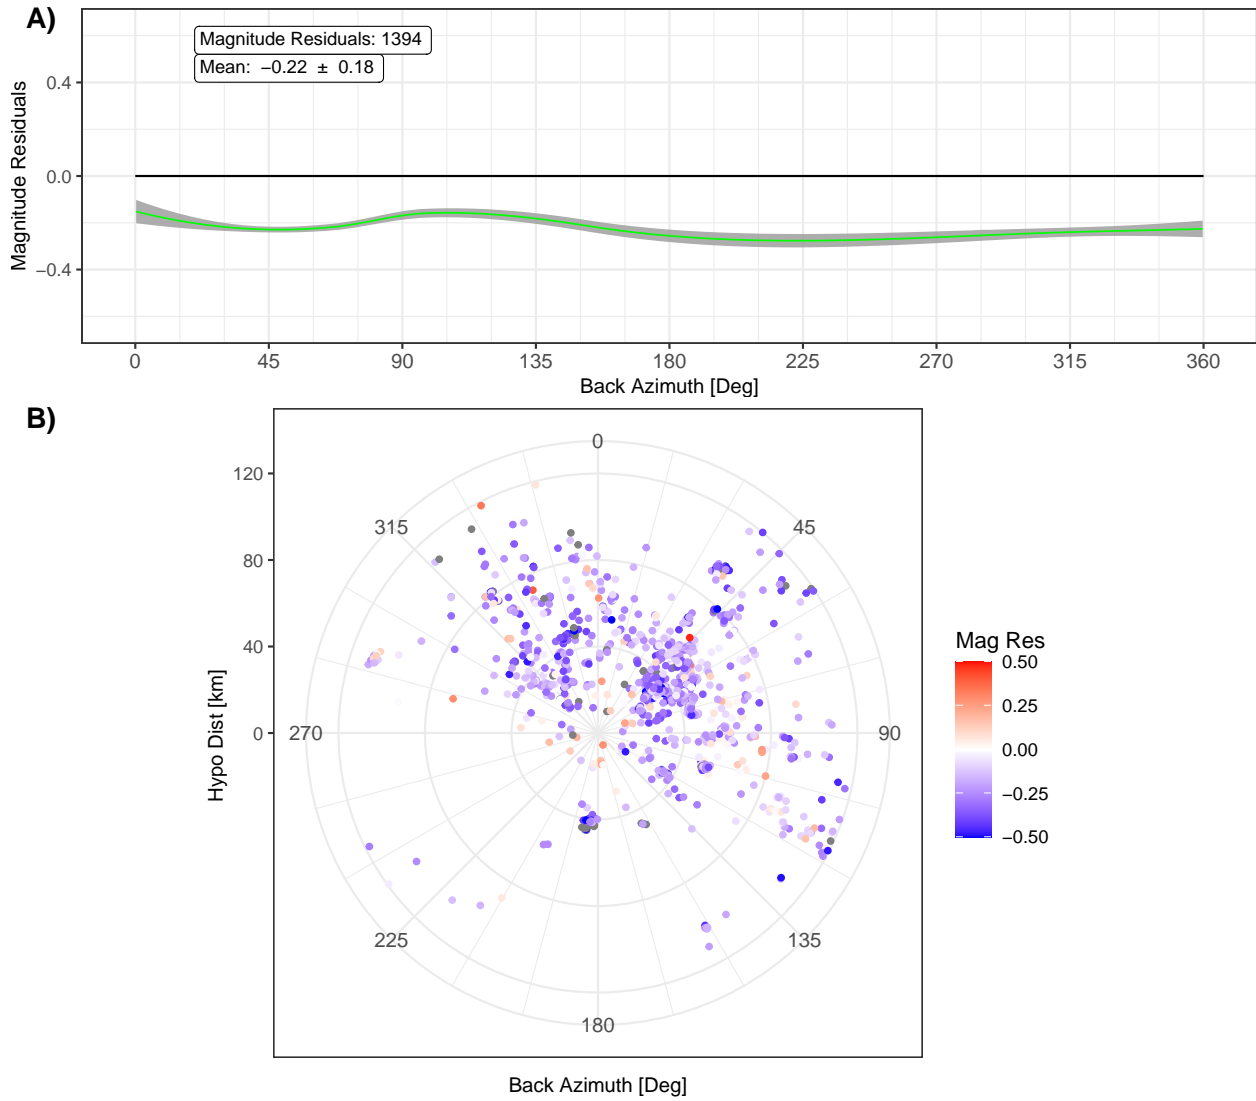 A)
Magnitude Residuals: 1394
Mean: −0.22 ± 0.18
Magnitude Residuals
0.4
0.0
−0.4
0 45 90 135 180 225 270 315 360
Back Azimuth [Deg]
B)
Hypo Dist [km]
120
80
40
0
0
45
90
135
180
225
270
315
Back Azimuth [Deg]
Mag Res
0.50
0.25
0.00
−0.25
−0.50